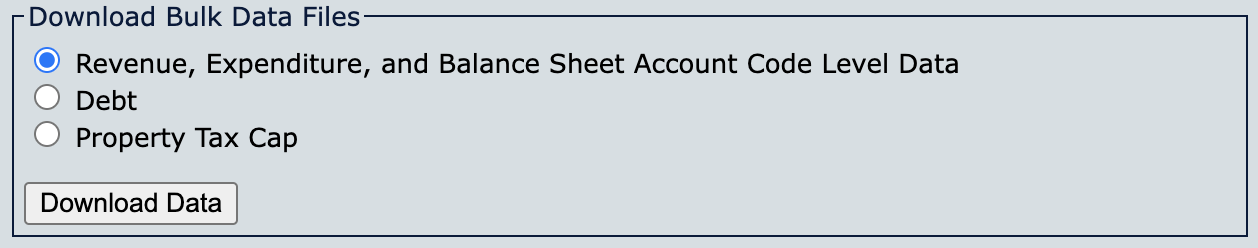 Download Bulk Data Files
Revenue, Expenditure, and Balance Sheet Account Code Level Data
Debt
Property Tax Cap
Download Data